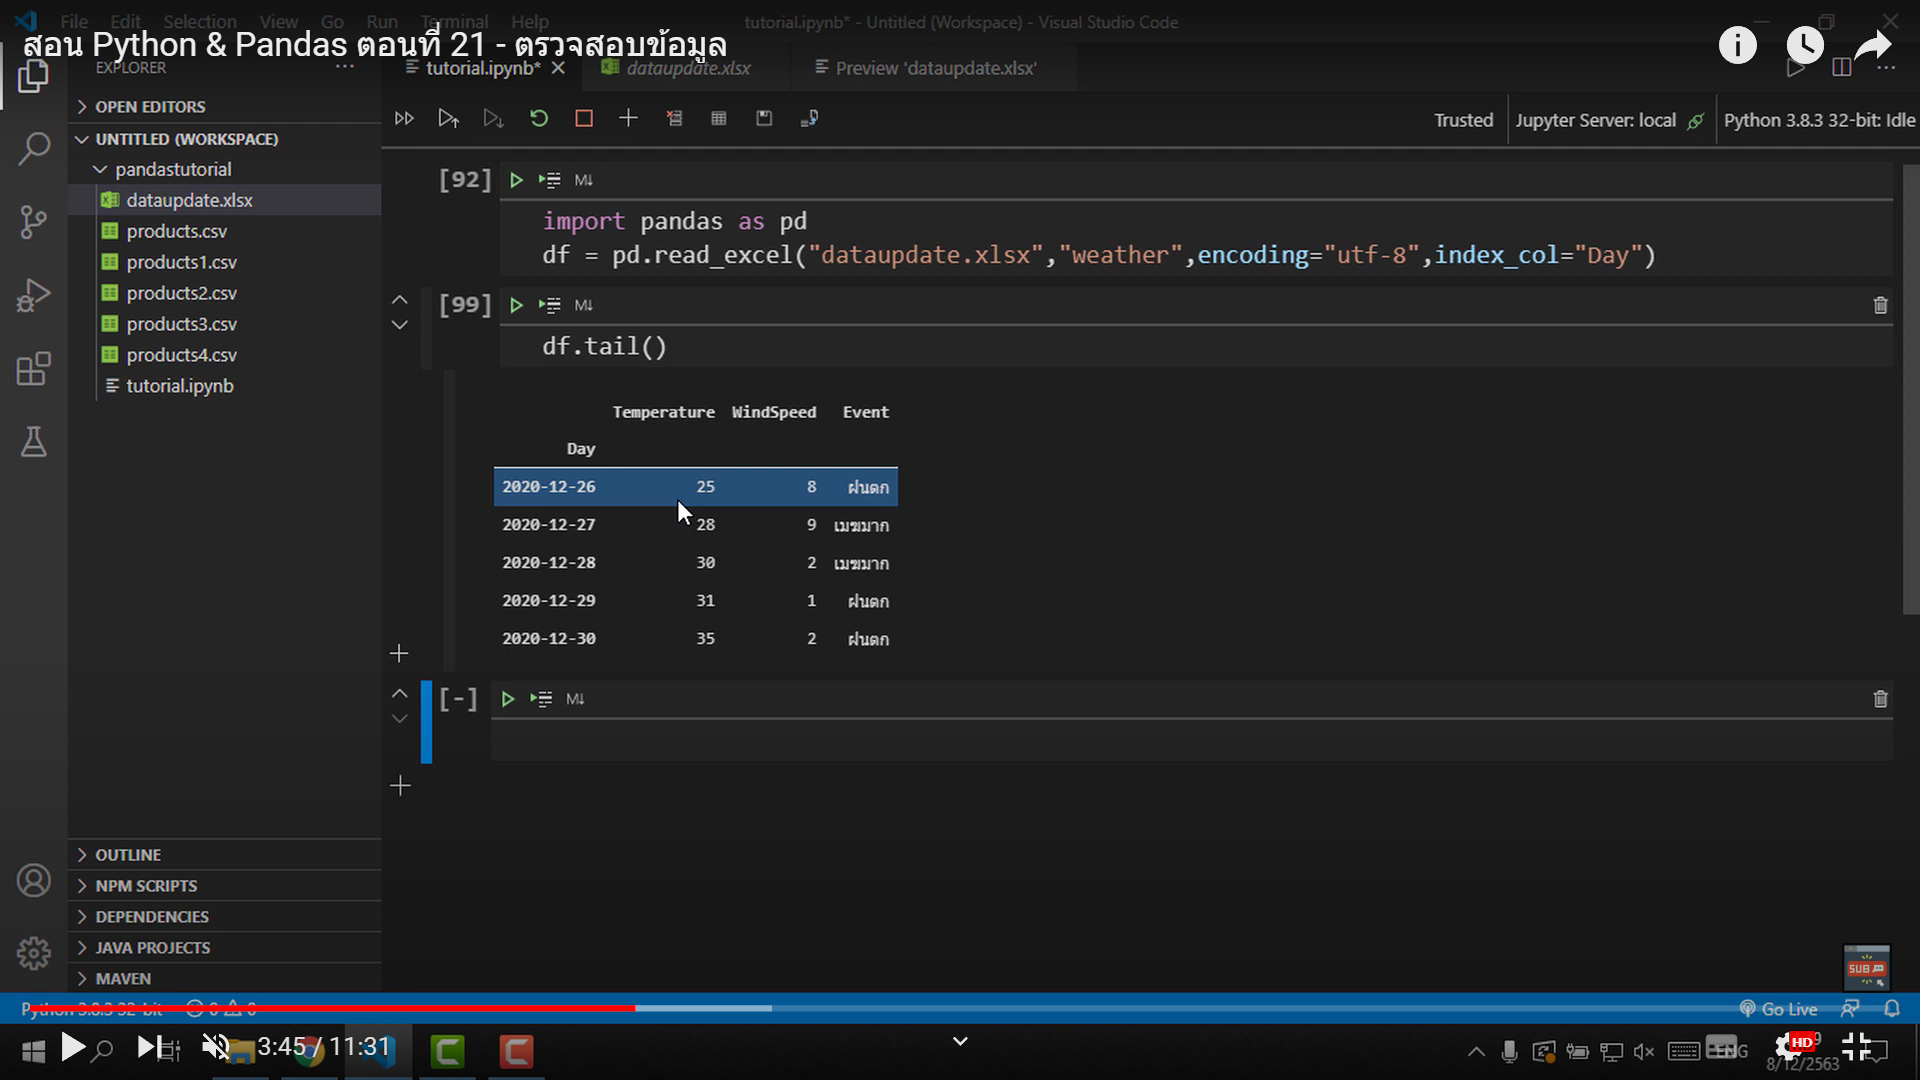 File Edit Selection View Go Run Terminal Help
tutorial.ipynb* - Untitled (Workspace) - Visual Studio Code
สอน Python & Pandas ตอนที่ 21 - ตรวจสอบข้อมูล
EXPLORER
tutorial.ipynb*
dataupdate.xlsx
Preview 'dataupdate.xlsx'
OPEN EDITORS
UNTITLED (WORKSPACE)
pandastutorial
dataupdate.xlsx
products.csv
products1.csv
products2.csv
products3.csv
products4.csv
tutorial.ipynb
Trusted
Jupyter Server: local
Python 3.8.3 32-bit: Idle
[92] M↓
import pandas as pd
df = pd.read_excel("dataupdate.xlsx","weather",encoding="utf-8",index_col="Day")
[99] M↓
df.tail()
Temperature WindSpeed Event
Day
2020-12-26 25 8 ฝนตก
2020-12-27 28 9 เมฆมาก
2020-12-28 30 2 เมฆมาก
2020-12-29 31 1 ฝนตก
2020-12-30 35 2 ฝนตก
[-] M↓
OUTLINE
NPM SCRIPTS
DEPENDENCIES
JAVA PROJECTS
MAVEN
SUB
Python 3.8.3 32-bit 0 0
Go Live
3:45 / 11:31
ENG
HD
8/12/2563